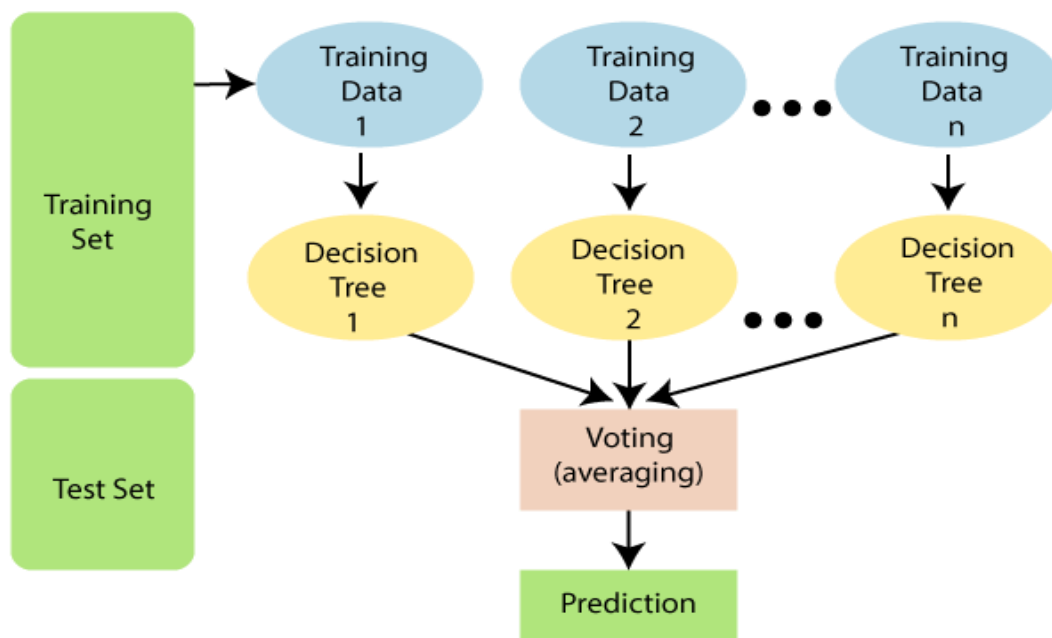 Training
Set
Test Set
Training
Data
1
Training
Data
2
Training
Data
n
Decision
Tree
1
Decision
Tree
2
Decision
Tree
n
Voting
(averaging)
Prediction